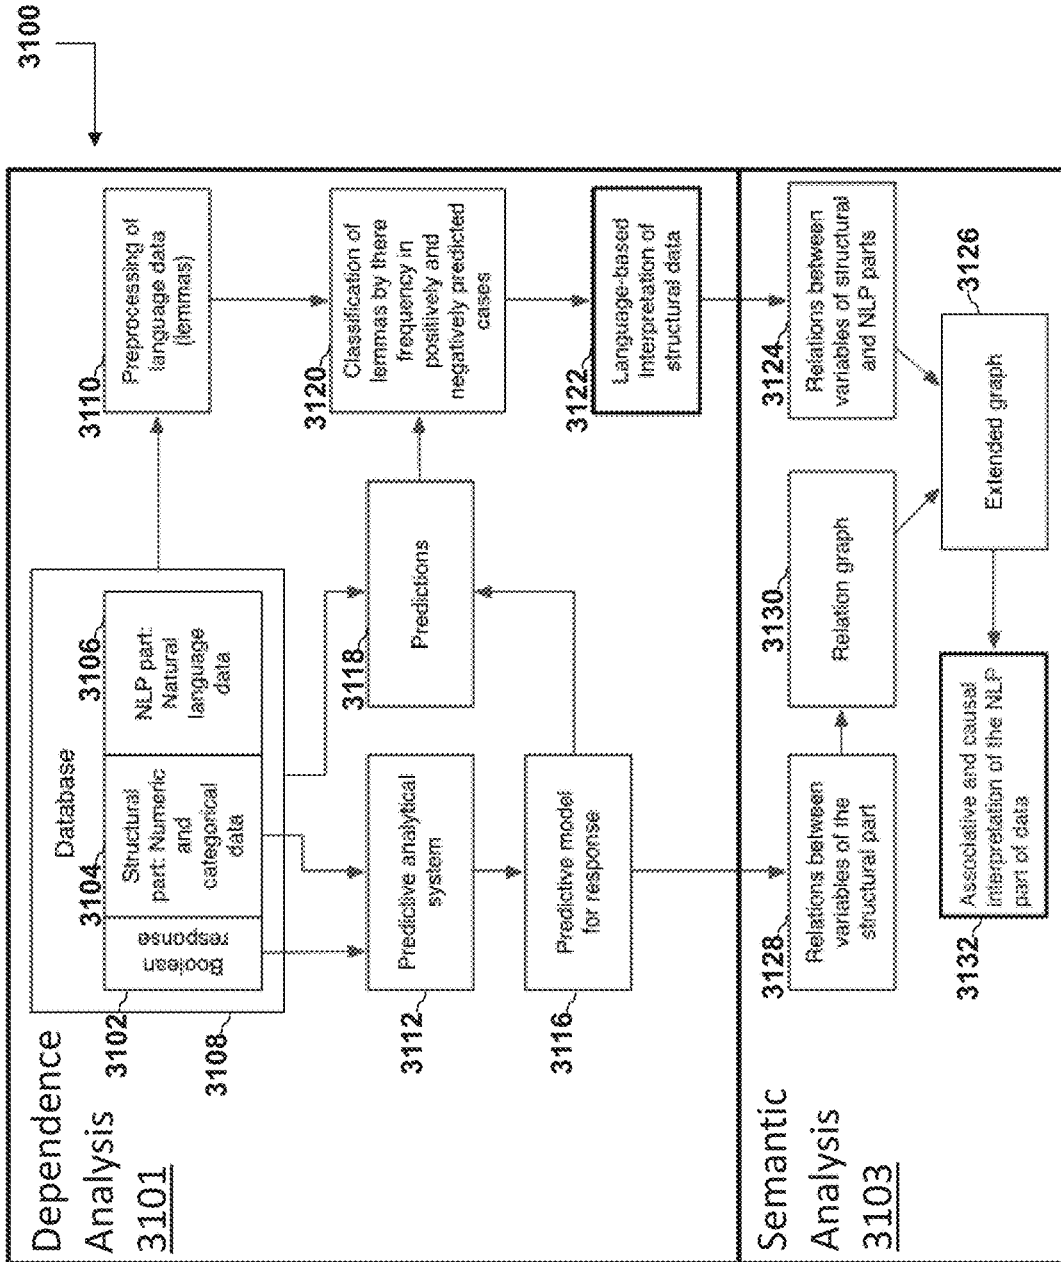 3100
Dependence
Analysis
3101
Database
3102
3104
3106
3108
Boolean
response
Structural
part: Numeric
and
categorical
data
NLP part:
Natural
language
data
3110
Preprocessing of
language data
(lemmas)
3112
Predictive analytical
system
3118
Predictions
3120
Classification of
lemmas by there
frequency in
positively and
negatively predicted
cases
3116
Predictive model
for response
3122
Language-based
Interpretation of
structural data
Semantic
Analysis
3103
3128
Relations between
variables of the
structural part
3130
Relation graph
3124
Relations between
variables of structural
and NLP parts
3132
Associative and causal
interpretation of the NLP
part of data
Extended graph
3126